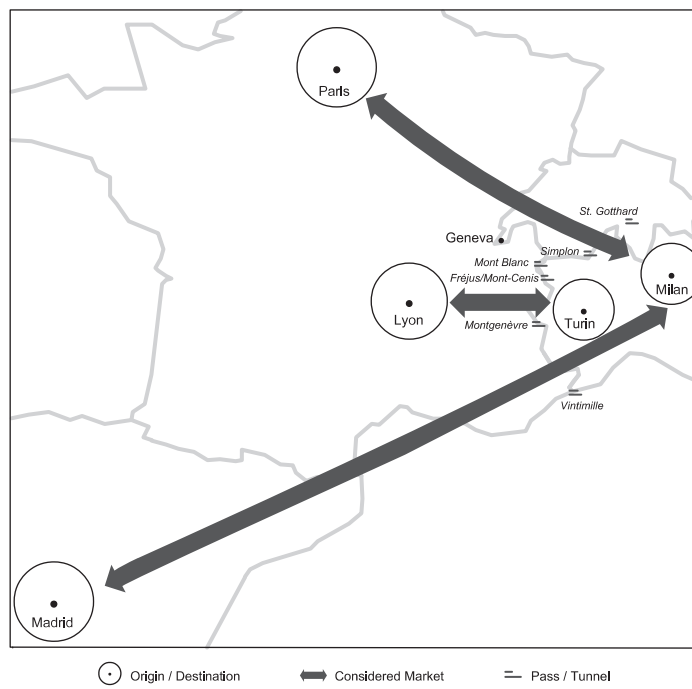 Paris
St. Gotthard
Geneva
Simplon
Mont Blanc
Fréjus/Mont-Cenis
Milan
Lyon
Montgenèvre
Turin
Vintimille
Madrid
Origin / Destination
Considered Market
Pass / Tunnel